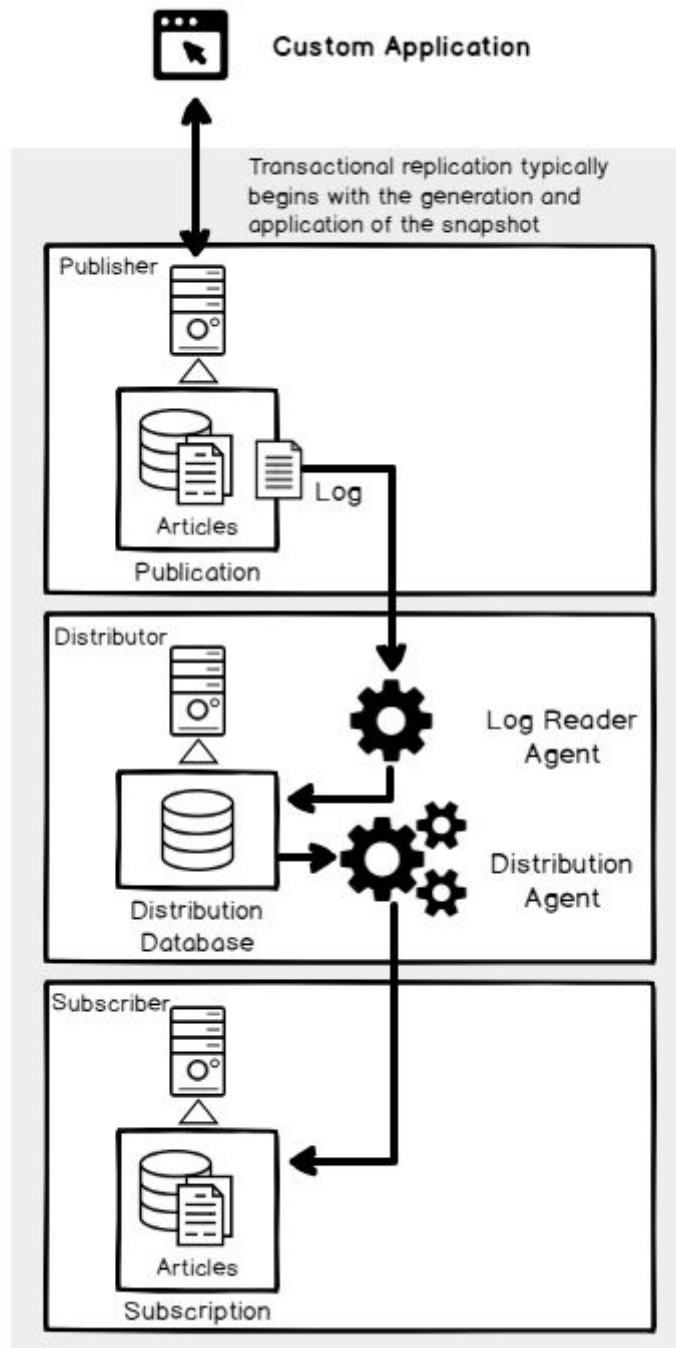 Custom Application
Transactional replication typically
begins with the generation and
application of the snapshot
Publisher
Log
Articles
Publication
Distributor
Log Reader
Agent
Distribution
Agent
Distribution
Database
Subscriber
Articles
Subscription